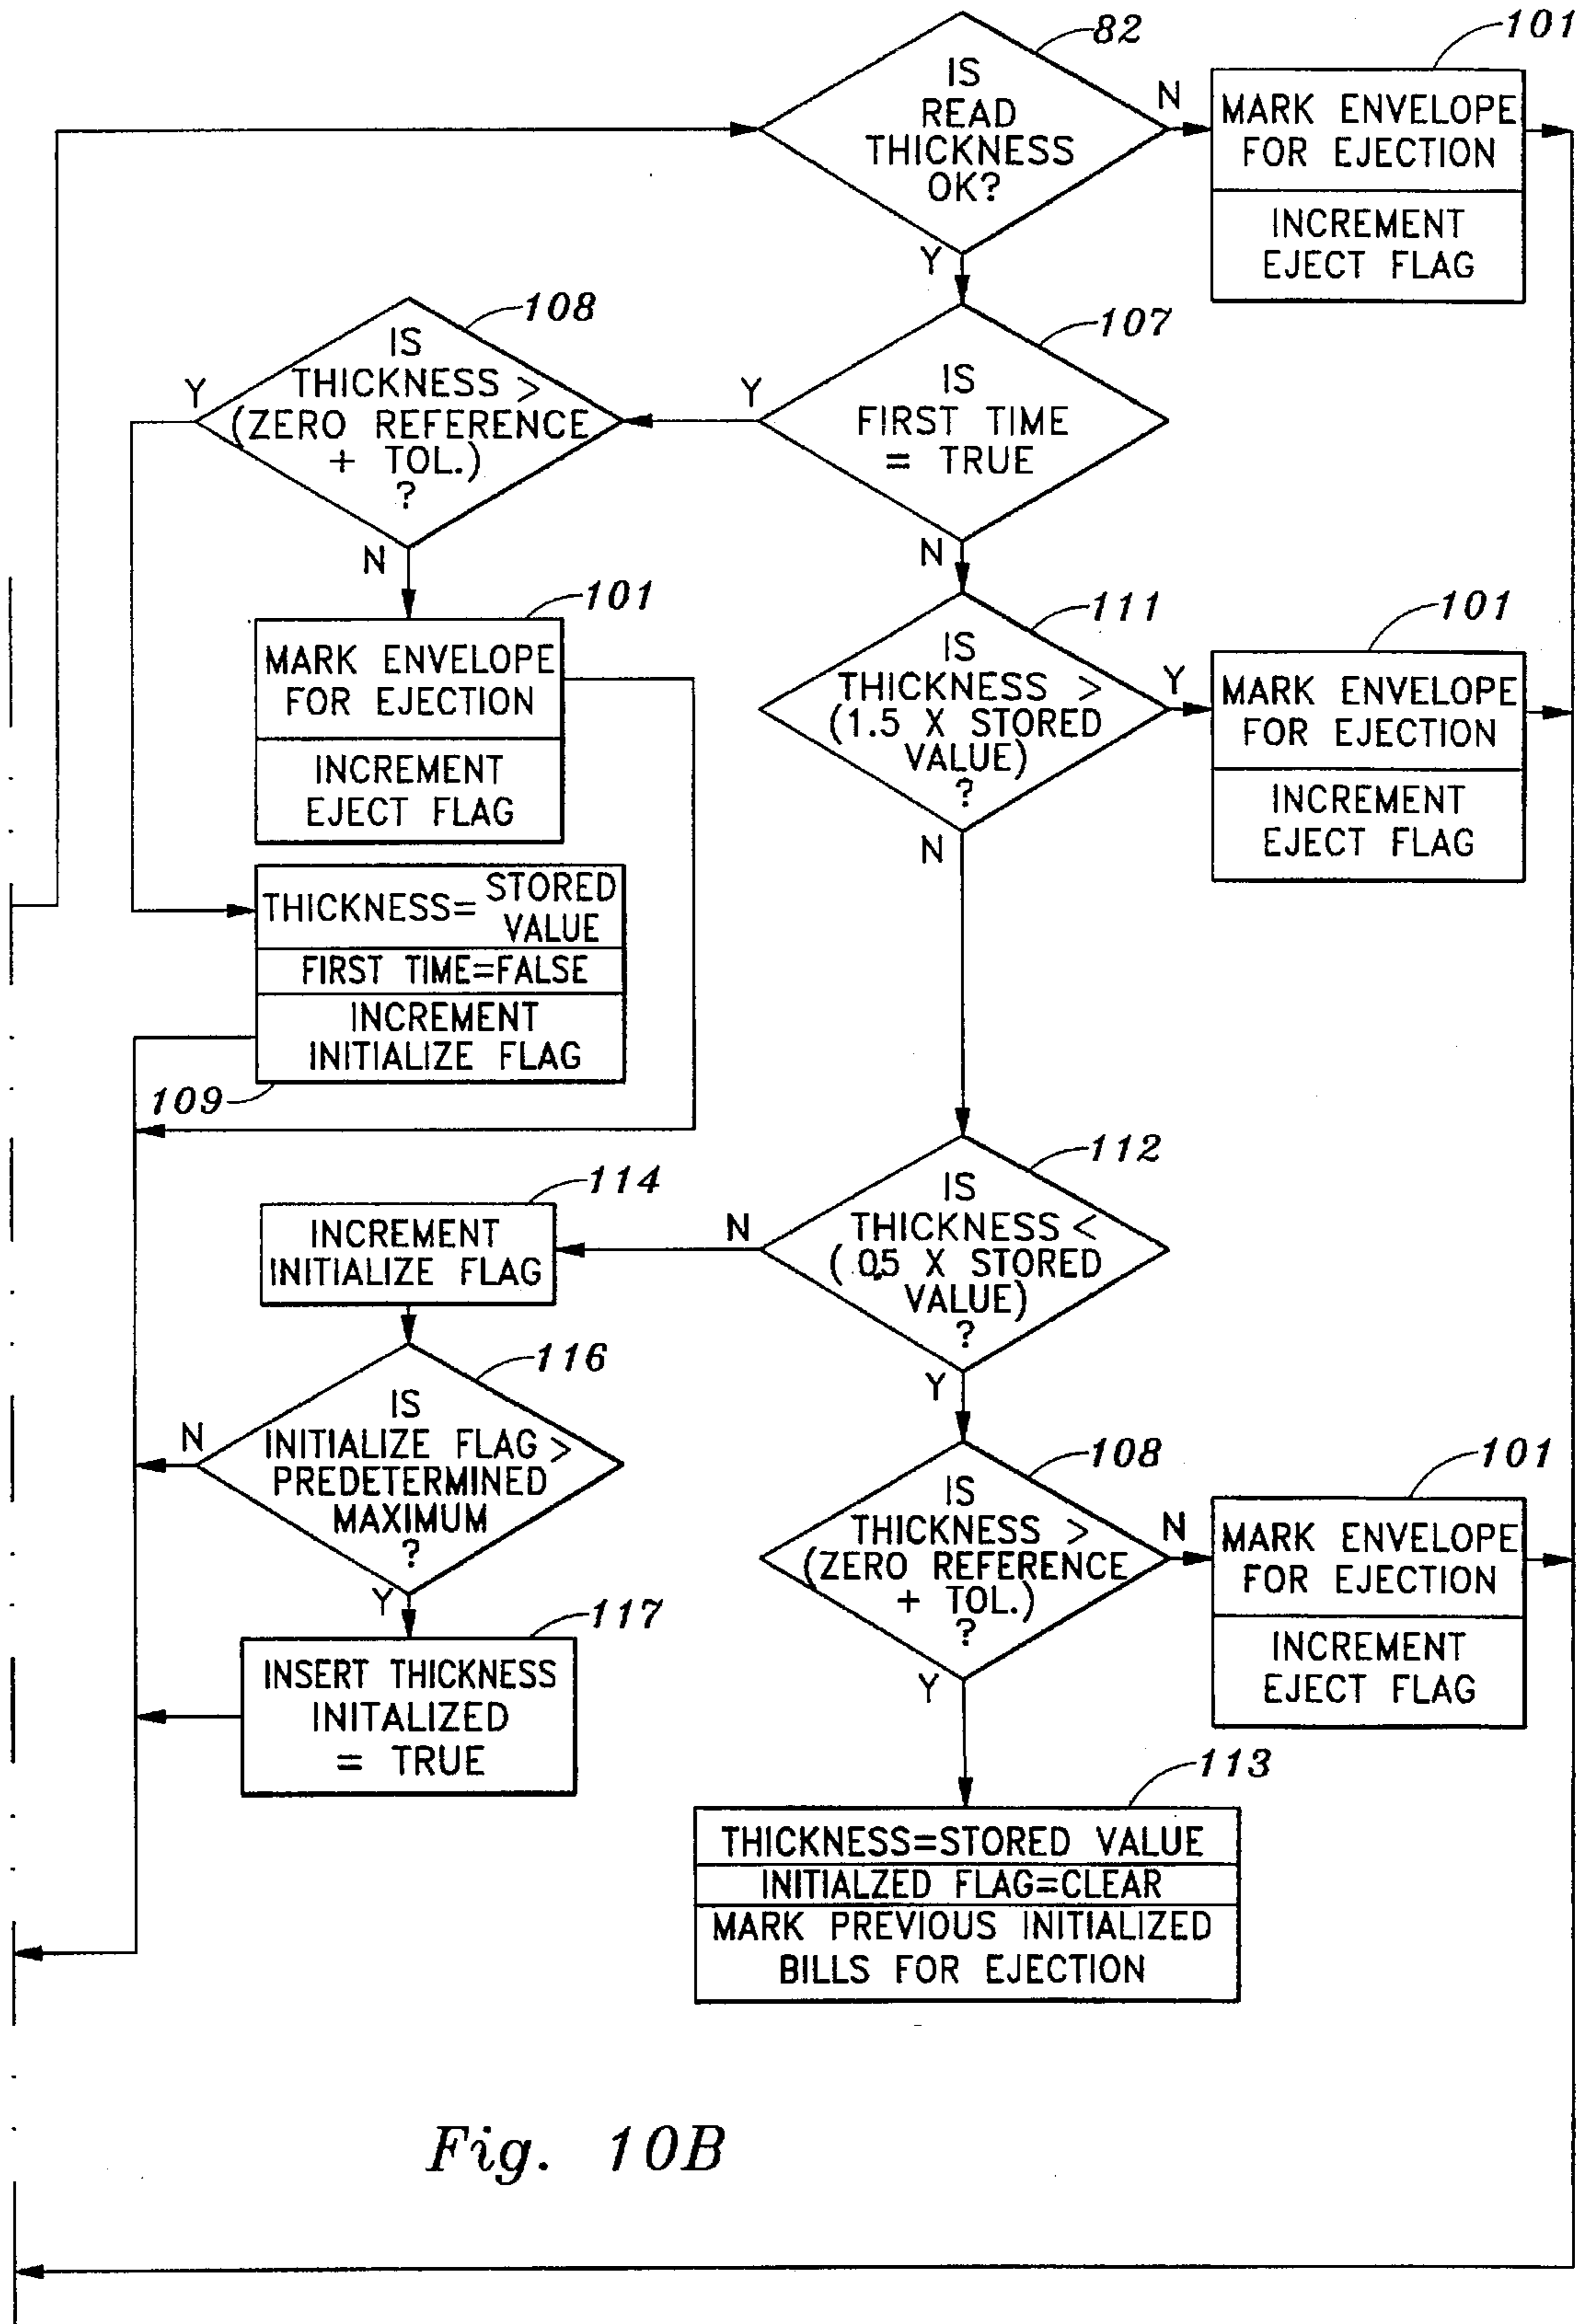 82
IS
READ
THICKNESS
OK?
N
Y
101
MARK ENVELOPE
FOR EJECTION
INCREMENT
EJECT FLAG
107
IS
FIRST TIME
= TRUE
Y
N
108
IS
THICKNESS >
(ZERO REFERENCE
+ TOL.)
?
Y
N
101
MARK ENVELOPE
FOR EJECTION
INCREMENT
EJECT FLAG
THICKNESS= STORED
VALUE
FIRST TIME=FALSE
INCREMENT
INITIALIZE FLAG
109
111
IS
THICKNESS >
(1.5 X STORED
VALUE)
?
Y
N
101
MARK ENVELOPE
FOR EJECTION
INCREMENT
EJECT FLAG
112
IS
THICKNESS <
( 0.5 X STORED
VALUE)
?
N
Y
114
INCREMENT
INITIALIZE FLAG
116
IS
INITIALIZE FLAG >
PREDETERMINED
MAXIMUM
?
N
Y
117
INSERT THICKNESS
INITALIZED
= TRUE
108
IS
THICKNESS >
(ZERO REFERENCE
+ TOL.)
?
N
Y
101
MARK ENVELOPE
FOR EJECTION
INCREMENT
EJECT FLAG
113
THICKNESS=STORED VALUE
INITIALZED FLAG=CLEAR
MARK PREVIOUS INITIALIZED
BILLS FOR EJECTION
Fig. 10B